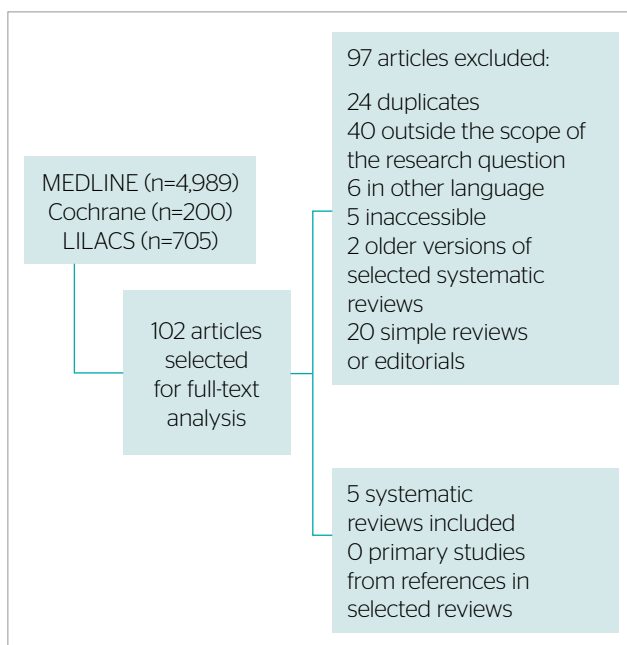 MEDLINE (n=4,989)
Cochrane (n=200)
LILACS (n=705)
102 articles
selected
for full-text
analysis
97 articles excluded:
24 duplicates
40 outside the scope of
the research question
6 in other language
5 inaccessible
2 older versions of
selected systematic
reviews
20 simple reviews
or editorials
5 systematic
reviews included
0 primary studies
from references in
selected reviews